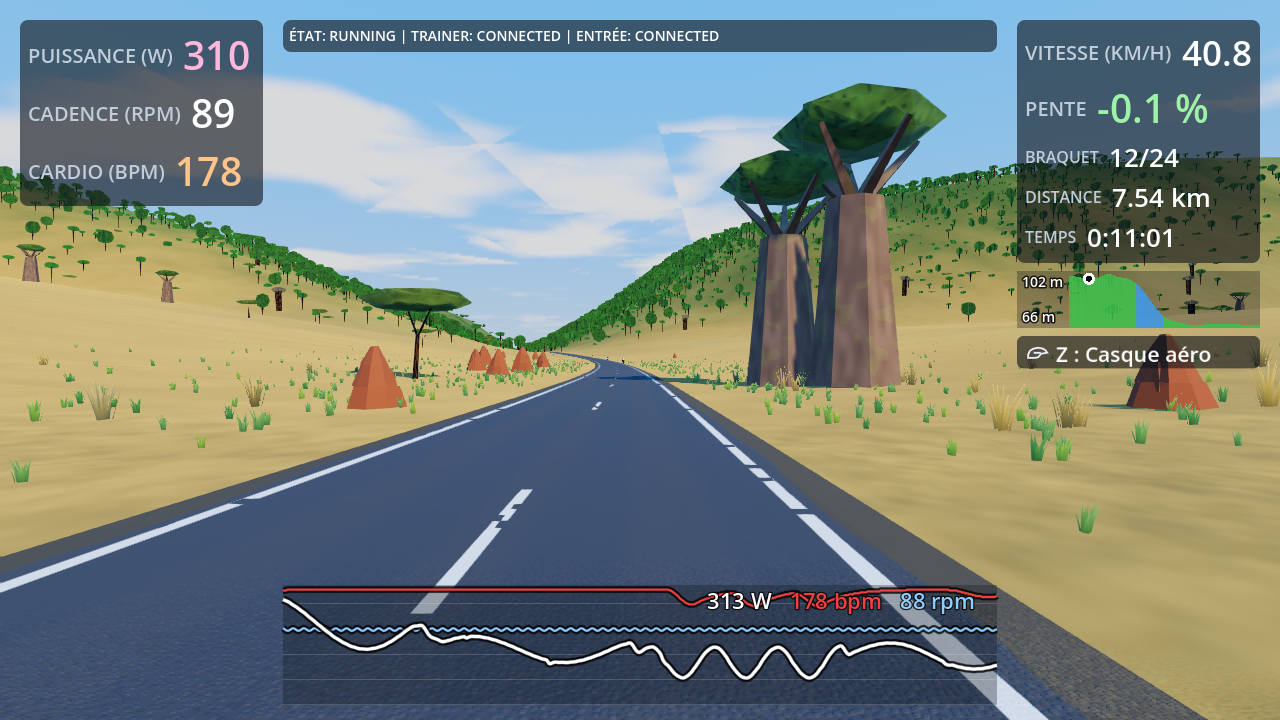 PUISSANCE (W) 310
CADENCE (RPM) 89
CARDIO (BPM) 178
ÉTAT: RUNNING | TRAINER: CONNECTED | ENTRÉE: CONNECTED
VITESSE (KM/H) 40.8
PENTE -0.1 %
BRAQUET 12/24
DISTANCE 7.54 km
TEMPS 0:11:01
102 m
66 m
Z : Casque aéro
313 W 178 bpm 88 rpm